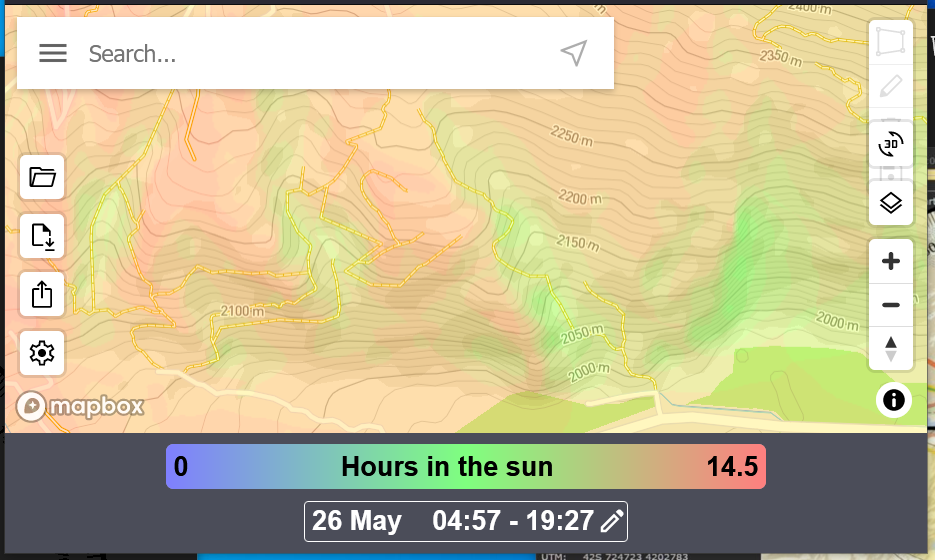 2400 m
Search...
2350 m
3D
2250 m
2200 m
2150 m
2100 m
2050 m
2000 m
2000 m
mapbox
0 Hours in the sun 14.5
26 May 04:57 - 19:27
UTM: 42S 724723 4202783